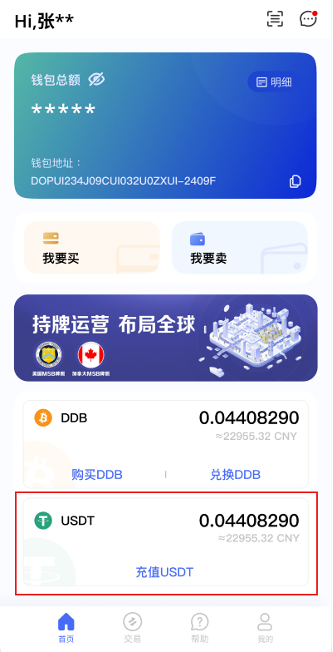 Hi,张**
钱包总额
明细
*****
钱包地址：
DOPUI234J09CUI032U0ZXUI-2409F
我要买
我要卖
持牌运营 布局全球
美国MSB牌照
加拿大MSB牌照
DDB
0.04408290
≈22955.32 CNY
购买DDB
兑换DDB
USDT
0.04408290
≈22955.32 CNY
充值USDT
首页
交易
帮助
我的